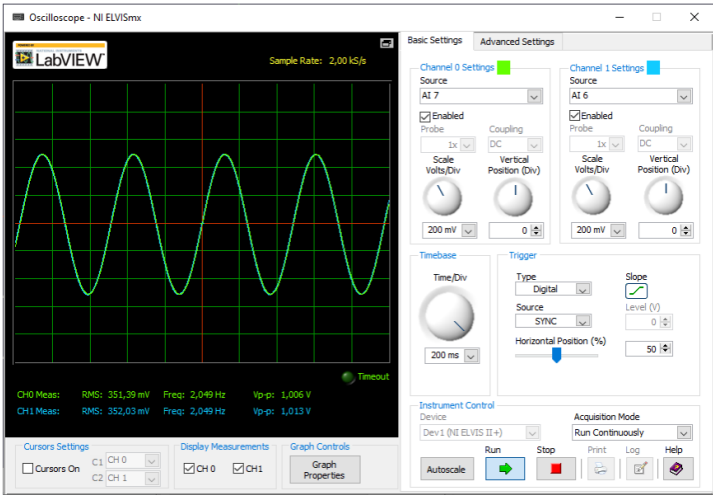 Oscilloscope - NI ELVISmx
LabVIEW
Sample Rate: 2,00 kS/s
Timeout
CH0 Meas: RMS: 351,39 mV Freq: 2,049 Hz Vp-p: 1,006 V
CH1 Meas: RMS: 352,03 mV Freq: 2,049 Hz Vp-p: 1,013 V
Cursors Settings
Cursors On
C1 CH 0
C2 CH 1
Display Measurements
CH 0 CH1
Graph Controls
Graph
Properties
Basic Settings Advanced Settings
Channel 0 Settings
Source
AI 7
Enabled
Probe Coupling
1x DC
Scale Vertical
Volts/Div Position (Div)
200 mV 0
Channel 1 Settings
Source
AI 6
Enabled
Probe Coupling
1x DC
Scale Vertical
Volts/Div Position (Div)
200 mV 0
Timebase
Time/Div
200 ms
Trigger
Type Slope
Digital
Source Level (V)
SYNC 0
Horizontal Position (%)
50
Instrument Control
Device Acquisition Mode
Dev1 (NI ELVIS II+) Run Continuously
Run Stop Print Log Help
Autoscale